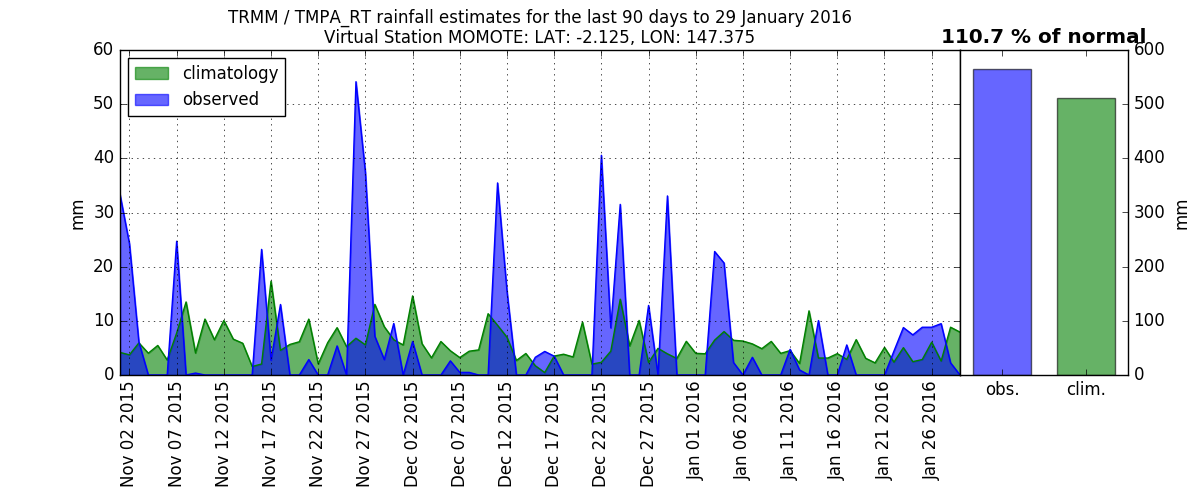 TRMM / TMPA_RT rainfall estimates for the last 90 days to 29 January 2016
Virtual Station MOMOTE: LAT: -2.125, LON: 147.375
110.7 % of normal
climatology
observed
60
50
40
30
20
10
0
mm
Nov 02 2015
Nov 07 2015
Nov 12 2015
Nov 17 2015
Nov 22 2015
Nov 27 2015
Dec 02 2015
Dec 07 2015
Dec 12 2015
Dec 17 2015
Dec 22 2015
Dec 27 2015
Jan 01 2016
Jan 06 2016
Jan 11 2016
Jan 16 2016
Jan 21 2016
Jan 26 2016
obs.
clim.
600
500
400
300
200
100
0
mm